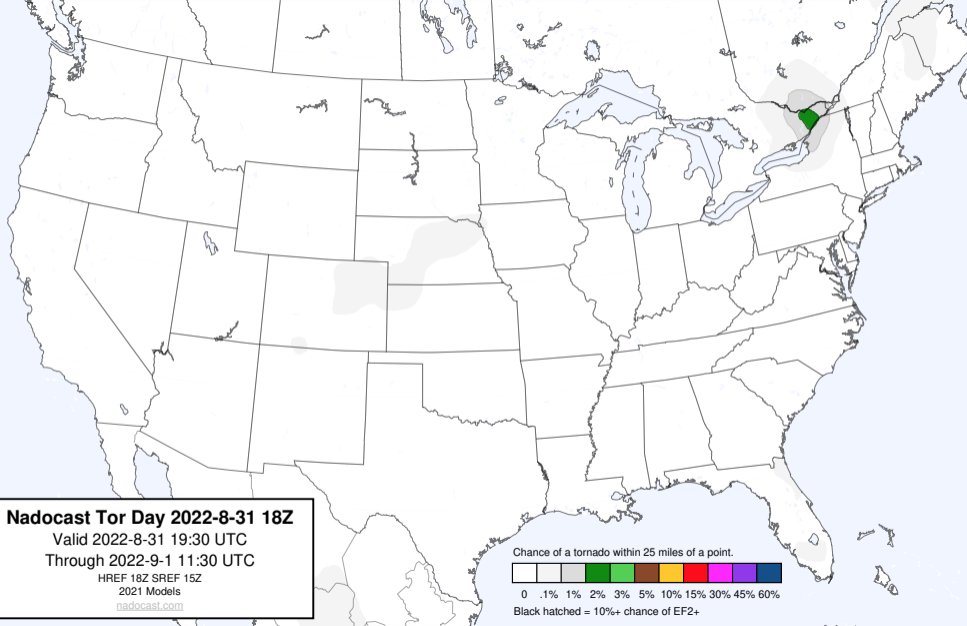 Nadocast Tor Day 2022-8-31 18Z
Valid 2022-8-31 19:30 UTC
Through 2022-9-1 11:30 UTC
HREF 18Z SREF 15Z
2021 Models
nadocast.com
Chance of a tornado within 25 miles of a point.
0 .1% 1% 2% 3% 5% 10% 15% 30% 45% 60%
Black hatched = 10%+ chance of EF2+